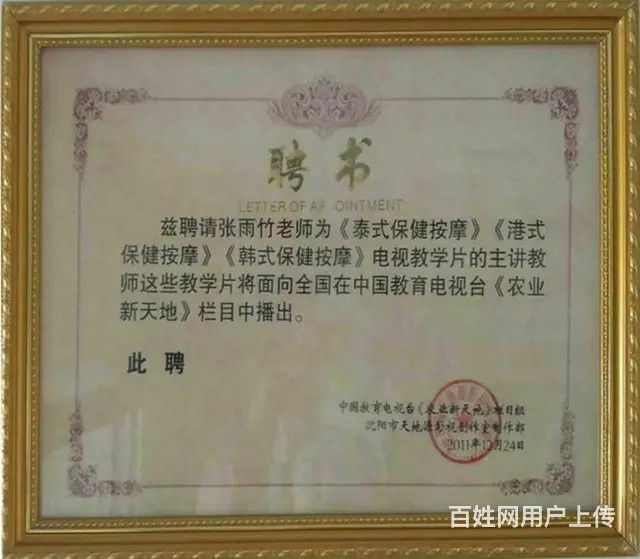 聘书
LETTER OF AP OINTMENT
兹聘请张雨竹老师为《泰式保健按摩》《港式
保健按摩》《韩式保健按摩》电视教学片的主讲教
师这些教学片将面向全国在中国教育电视台《农业
新天地》栏目中播出。
此聘
中国教育电视台《农业新天地》栏目组
沈阳市天地源影视制作室制作部
2011年12月24日
百姓网用户上传